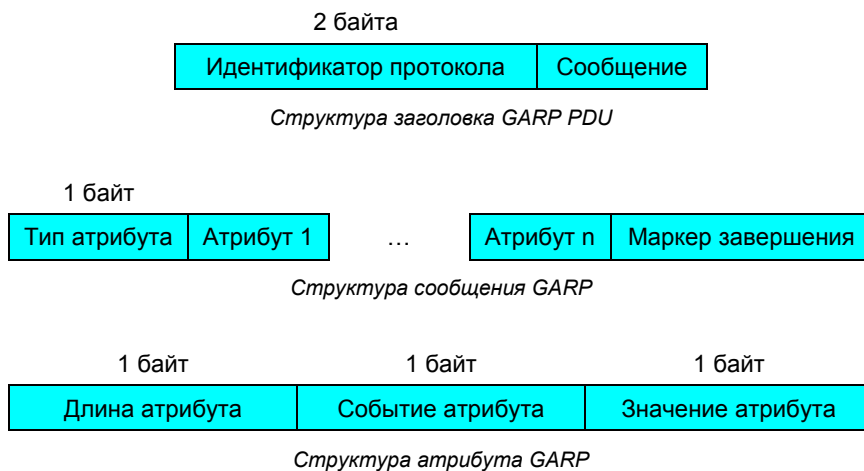 2 байта
Идентификатор протокола Сообщение
Структура заголовка GARP PDU
1 байт
Тип атрибута Атрибут 1 … Атрибут n Маркер завершения
Структура сообщения GARP
1 байт 1 байт 1 байт
Длина атрибута Событие атрибута Значение атрибута
Структура атрибута GARP